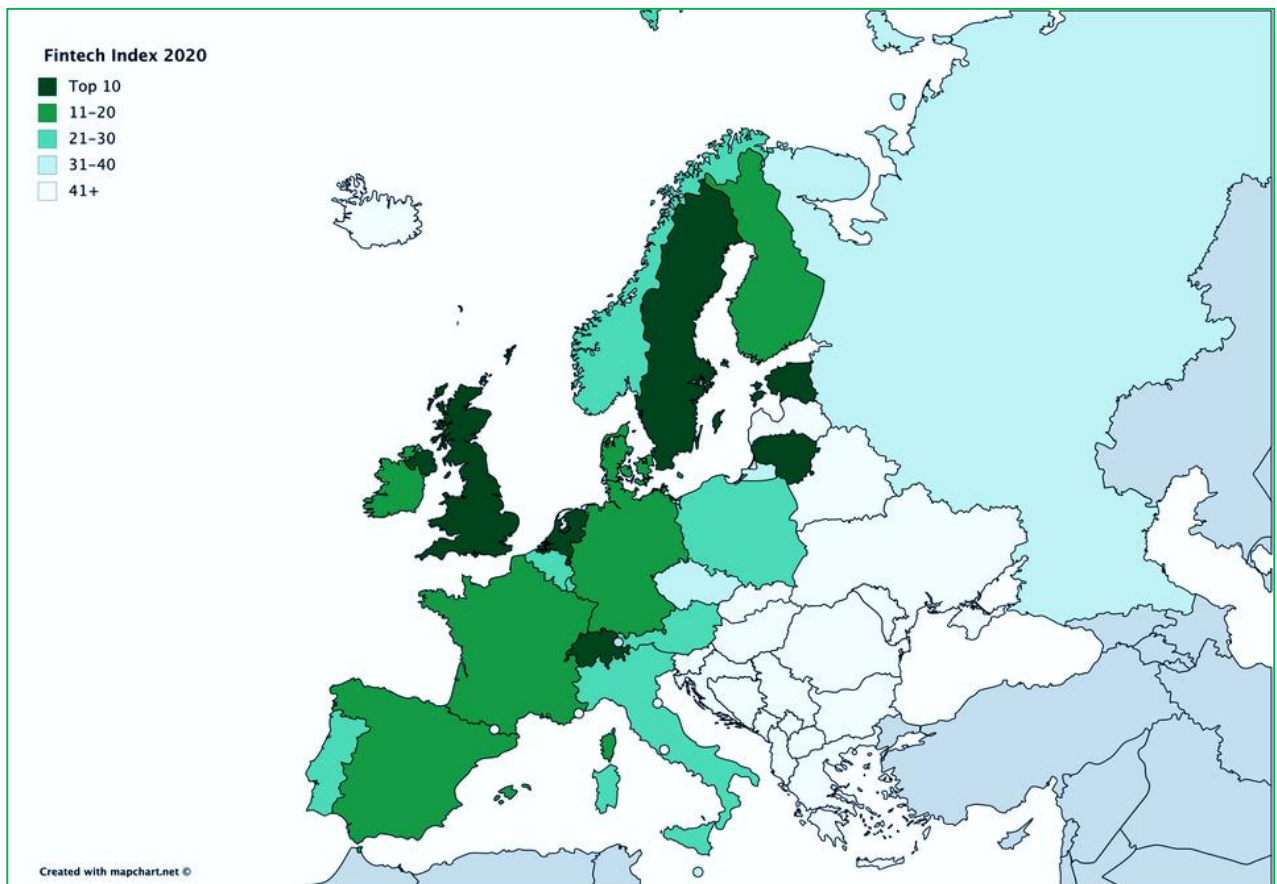 Fintech Index 2020
Top 10
11–20
21–30
31–40
41+
Created with mapchart.net ©